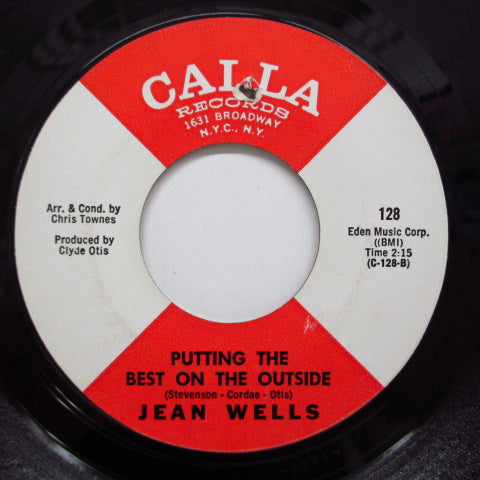 CALLA
RECORDS
1631 BROADWAY
N.Y.C., N.Y.
Arr. & Cond. by
Chris Townes
Produced by
Clyde Otis
128
Eden Music Corp.
((BMI)
Time 2:15
(C-128-B)
PUTTING THE
BEST ON THE OUTSIDE
(Stevenson - Cordae - Otis)
JEAN WELLS